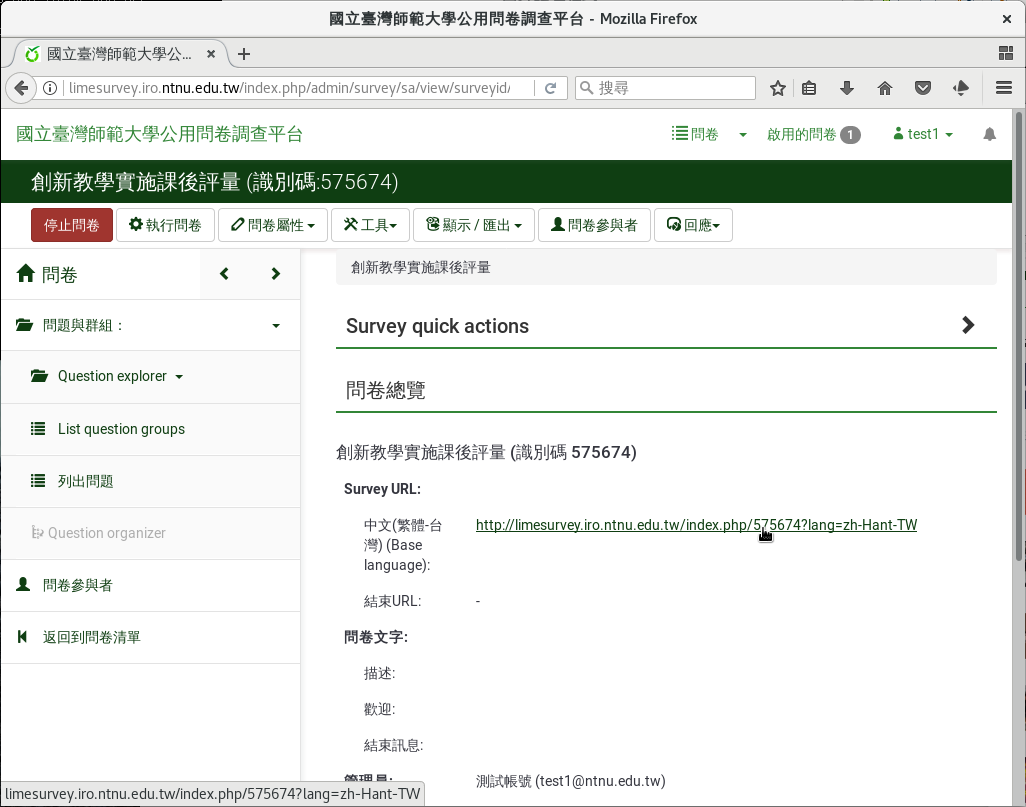 國立臺灣師範大學公用問卷調查平台 - Mozilla Firefox
國立臺灣師範大學公...
limesurvey.iro.ntnu.edu.tw/index.php/admin/survey/sa/view/surveyid/
搜尋
國立臺灣師範大學公用問卷調查平台
問卷
啟用的問卷 1
test1
創新教學實施課後評量 (識別碼:575674)
停止問卷
執行問卷
問卷屬性
工具
顯示 / 匯出
問卷參與者
回應
問卷
問題與群組：
Question explorer
List question groups
列出問題
Question organizer
問卷參與者
返回到問卷清單
創新教學實施課後評量
Survey quick actions
問卷總覽
創新教學實施課後評量 (識別碼 575674)
Survey URL:
中文(繁體-台
灣) (Base
language):
http://limesurvey.iro.ntnu.edu.tw/index.php/575674?lang=zh-Hant-TW
結束URL:
-
問卷文字:
描述:
歡迎:
結束訊息:
管理員:
測試帳號 (test1@ntnu.edu.tw)
limesurvey.iro.ntnu.edu.tw/index.php/575674?lang=zh-Hant-TW